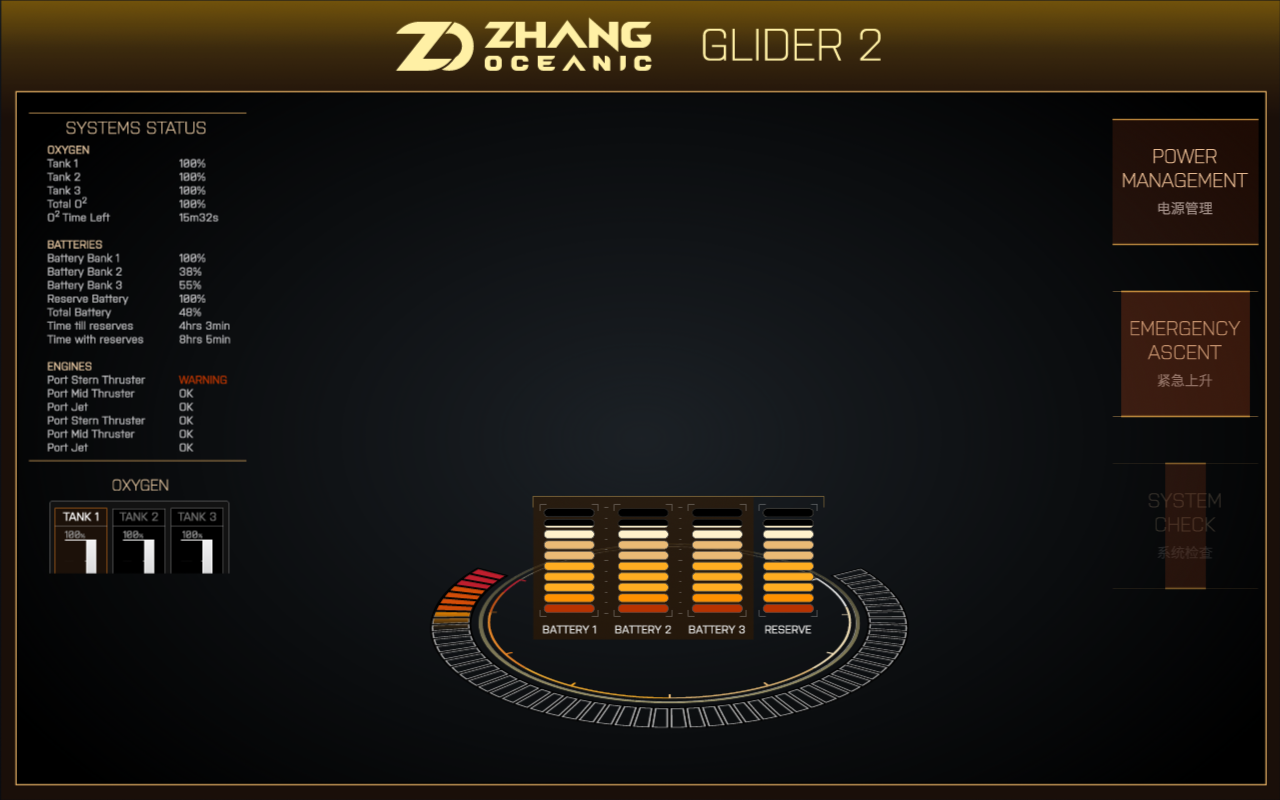 ZHANG
OCEANIC
GLIDER 2
SYSTEMS STATUS
OXYGEN
Tank 1 100%
Tank 2 100%
Tank 3 100%
Total O² 100%
O² Time Left 15m32s
BATTERIES
Battery Bank 1 100%
Battery Bank 2 38%
Battery Bank 3 55%
Reserve Battery 100%
Total Battery 48%
Time till reserves 4hrs 3min
Time with reserves 8hrs 5min
ENGINES
Port Stern Thruster WARNING
Port Mid Thruster OK
Port Jet OK
Port Stern Thruster OK
Port Mid Thruster OK
Port Jet OK
OXYGEN
TANK 1 TANK 2 TANK 3
100% 100% 100%
BATTERY 1 BATTERY 2 BATTERY 3 RESERVE
POWER
MANAGEMENT
电源管理
EMERGENCY
ASCENT
紧急上升
SYSTEM
CHECK
系统检查